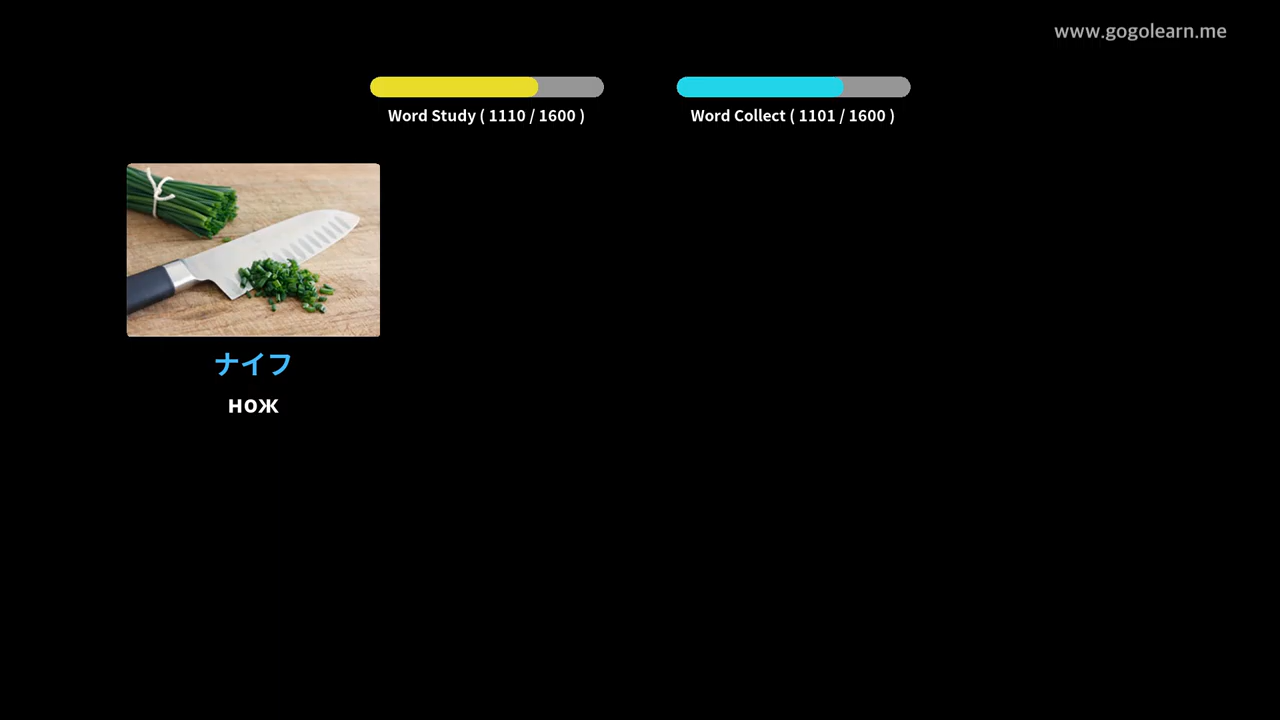 www.gogolearn.me
Word Study ( 1110 / 1600 )
Word Collect ( 1101 / 1600 )
ナイフ
нож